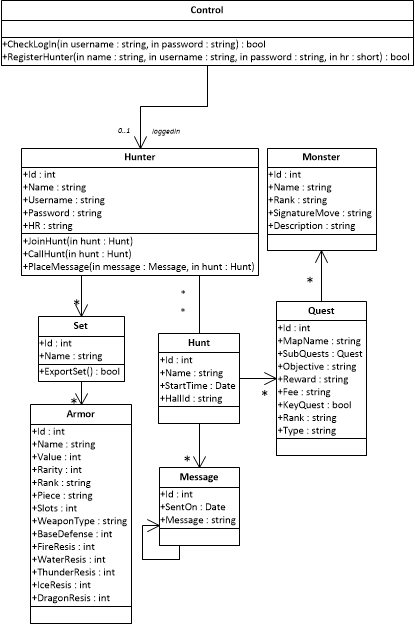 Control
+CheckLogIn(in username : string, in password : string) : bool
+RegisterHunter(in name : string, in username : string, in password : string, in hr : short) : bool
0..1 loggedin
Hunter
+Id : int
+Name : string
+Username : string
+Password : string
+HR : string
+JoinHunt(in hunt : Hunt)
+CallHunt(in hunt : Hunt)
+PlaceMessage(in message : Message, in hunt : Hunt)
Monster
+Id : int
+Name : string
+Rank : string
+SignatureMove : string
+Description : string
*
*
*
*
Set
+Id : int
+Name : string
+ExportSet() : bool
*
Hunt
+Id : int
+Name : string
+StartTime : Date
+HallId : string
*
Quest
+Id : int
+MapName : string
+SubQuests : Quest
+Objective : string
+Reward : string
+Fee : string
+KeyQuest : bool
+Rank : string
+Type : string
Armor
+Id : int
+Name : string
+Value : int
+Rarity : int
+Rank : string
+Piece : string
+Slots : int
+WeaponType : string
+BaseDefense : int
+FireResis : int
+WaterResis : int
+ThunderResis : int
+IceResis : int
+DragonResis : int
*
Message
+Id : int
+SentOn : Date
+Message : string